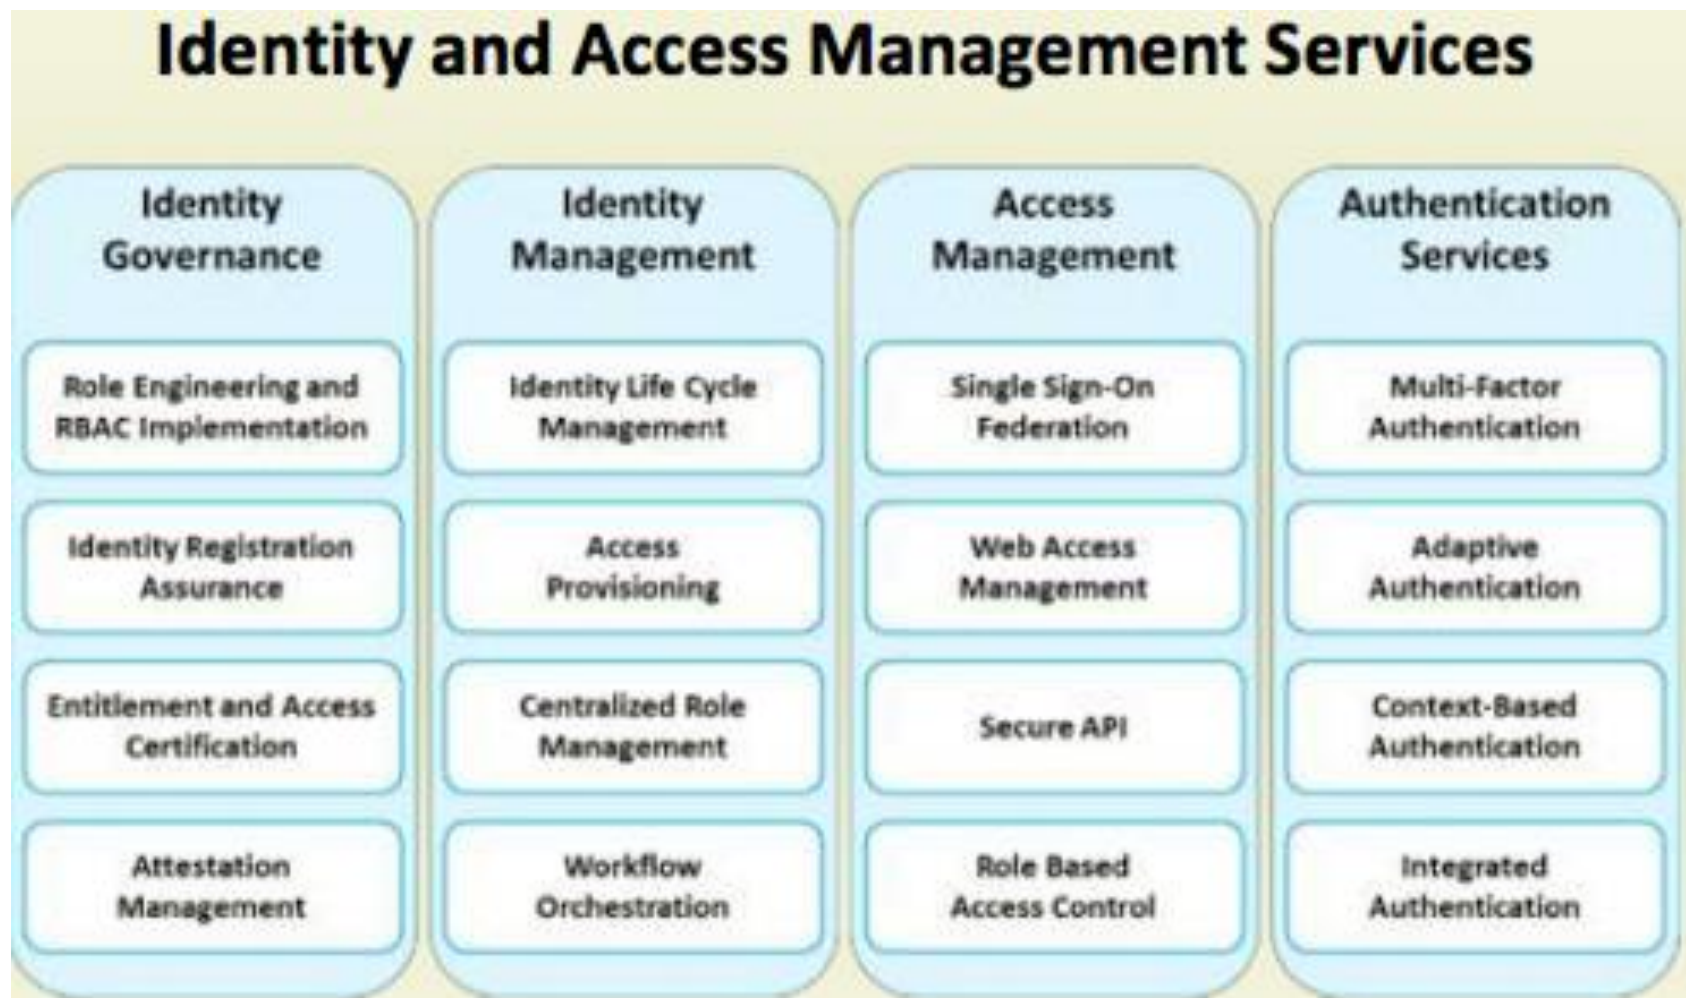 Identity and Access Management Services
Identity
Governance
Role Engineering and
RBAC Implementation
Identity Registration
Assurance
Entitlement and Access
Certification
Attestation
Management
Identity
Management
Identity Life Cycle
Management
Access
Provisioning
Centralized Role
Management
Workflow
Orchestration
Access
Management
Single Sign-On
Federation
Web Access
Management
Secure API
Role Based
Access Control
Authentication
Services
Multi-Factor
Authentication
Adaptive
Authentication
Context-Based
Authentication
Integrated
Authentication